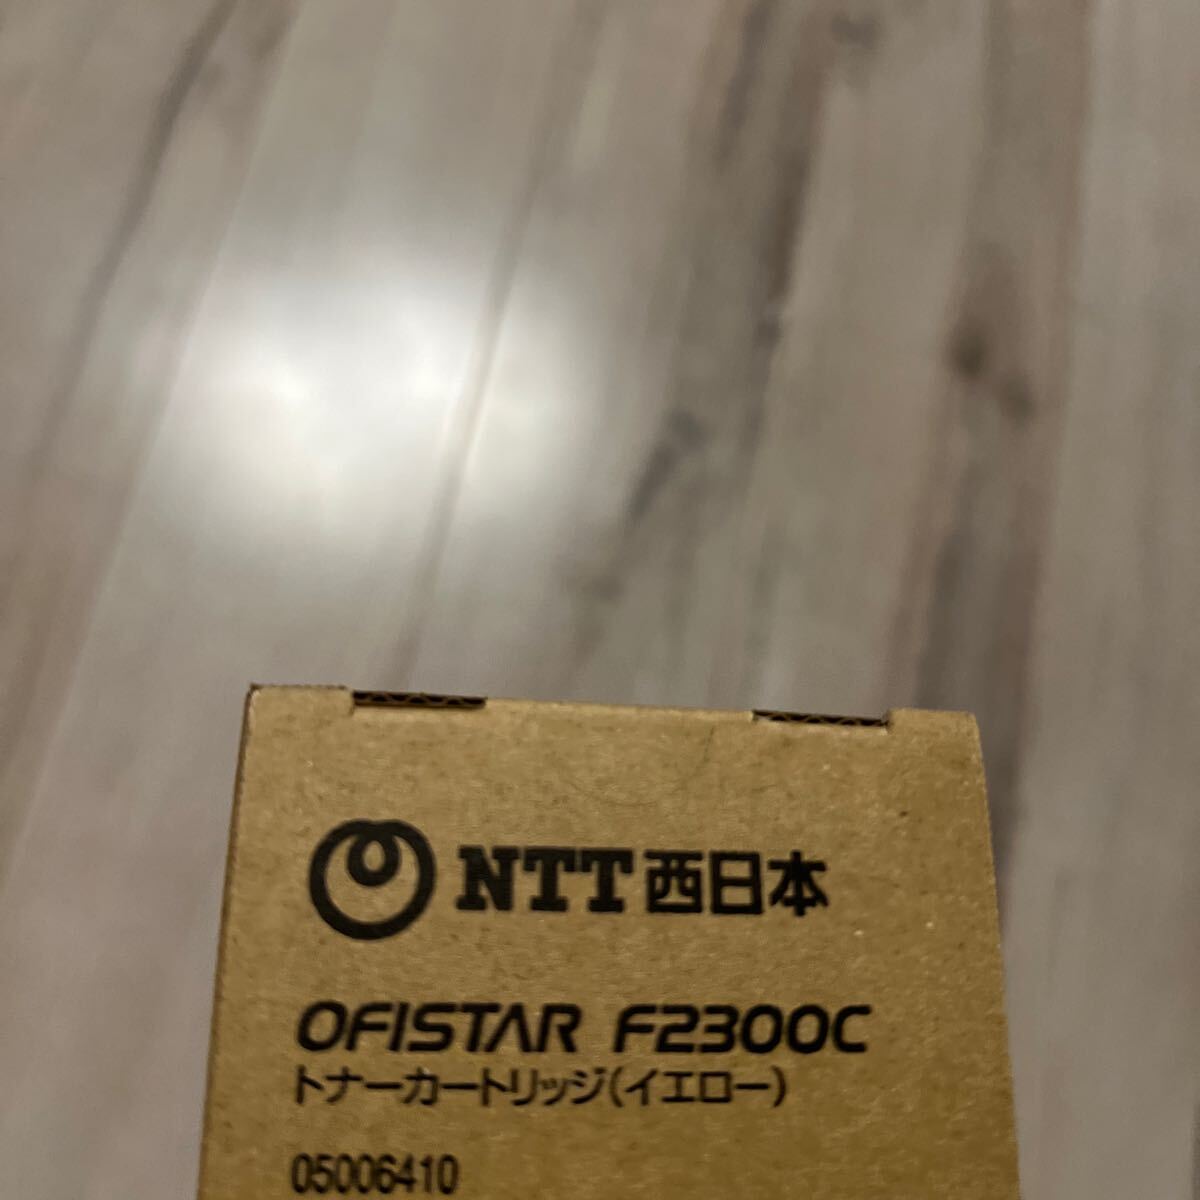 NTT西日本
OFISTAR F2300C
トナーカートリッジ(イエロー)
05006410